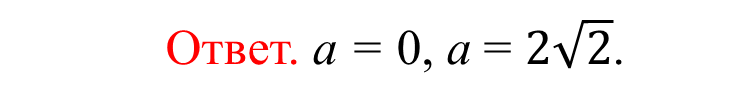 Ответ. a = 0, a = 2√2.